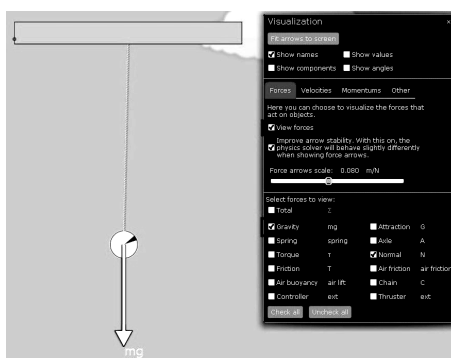 Visualization
×
Fit arrows to screen
Show names Show values
Show components Show angles
Forces Velocities Momentums Other
Here you can choose to visualize the forces that
act on objects.
View forces
Improve arrow stability. With this on, the
physics solver will behave slightly differently
when showing force arrows.
Force arrows scale: 0.080 m/N
Select forces to view:
Total Σ
Gravity mg Attraction G
Spring spring Axle A
Torque τ Normal N
Friction T Air friction air friction
Air buoyancy air lift Chain C
Controller ext Thruster ext
Check all Uncheck all
mg